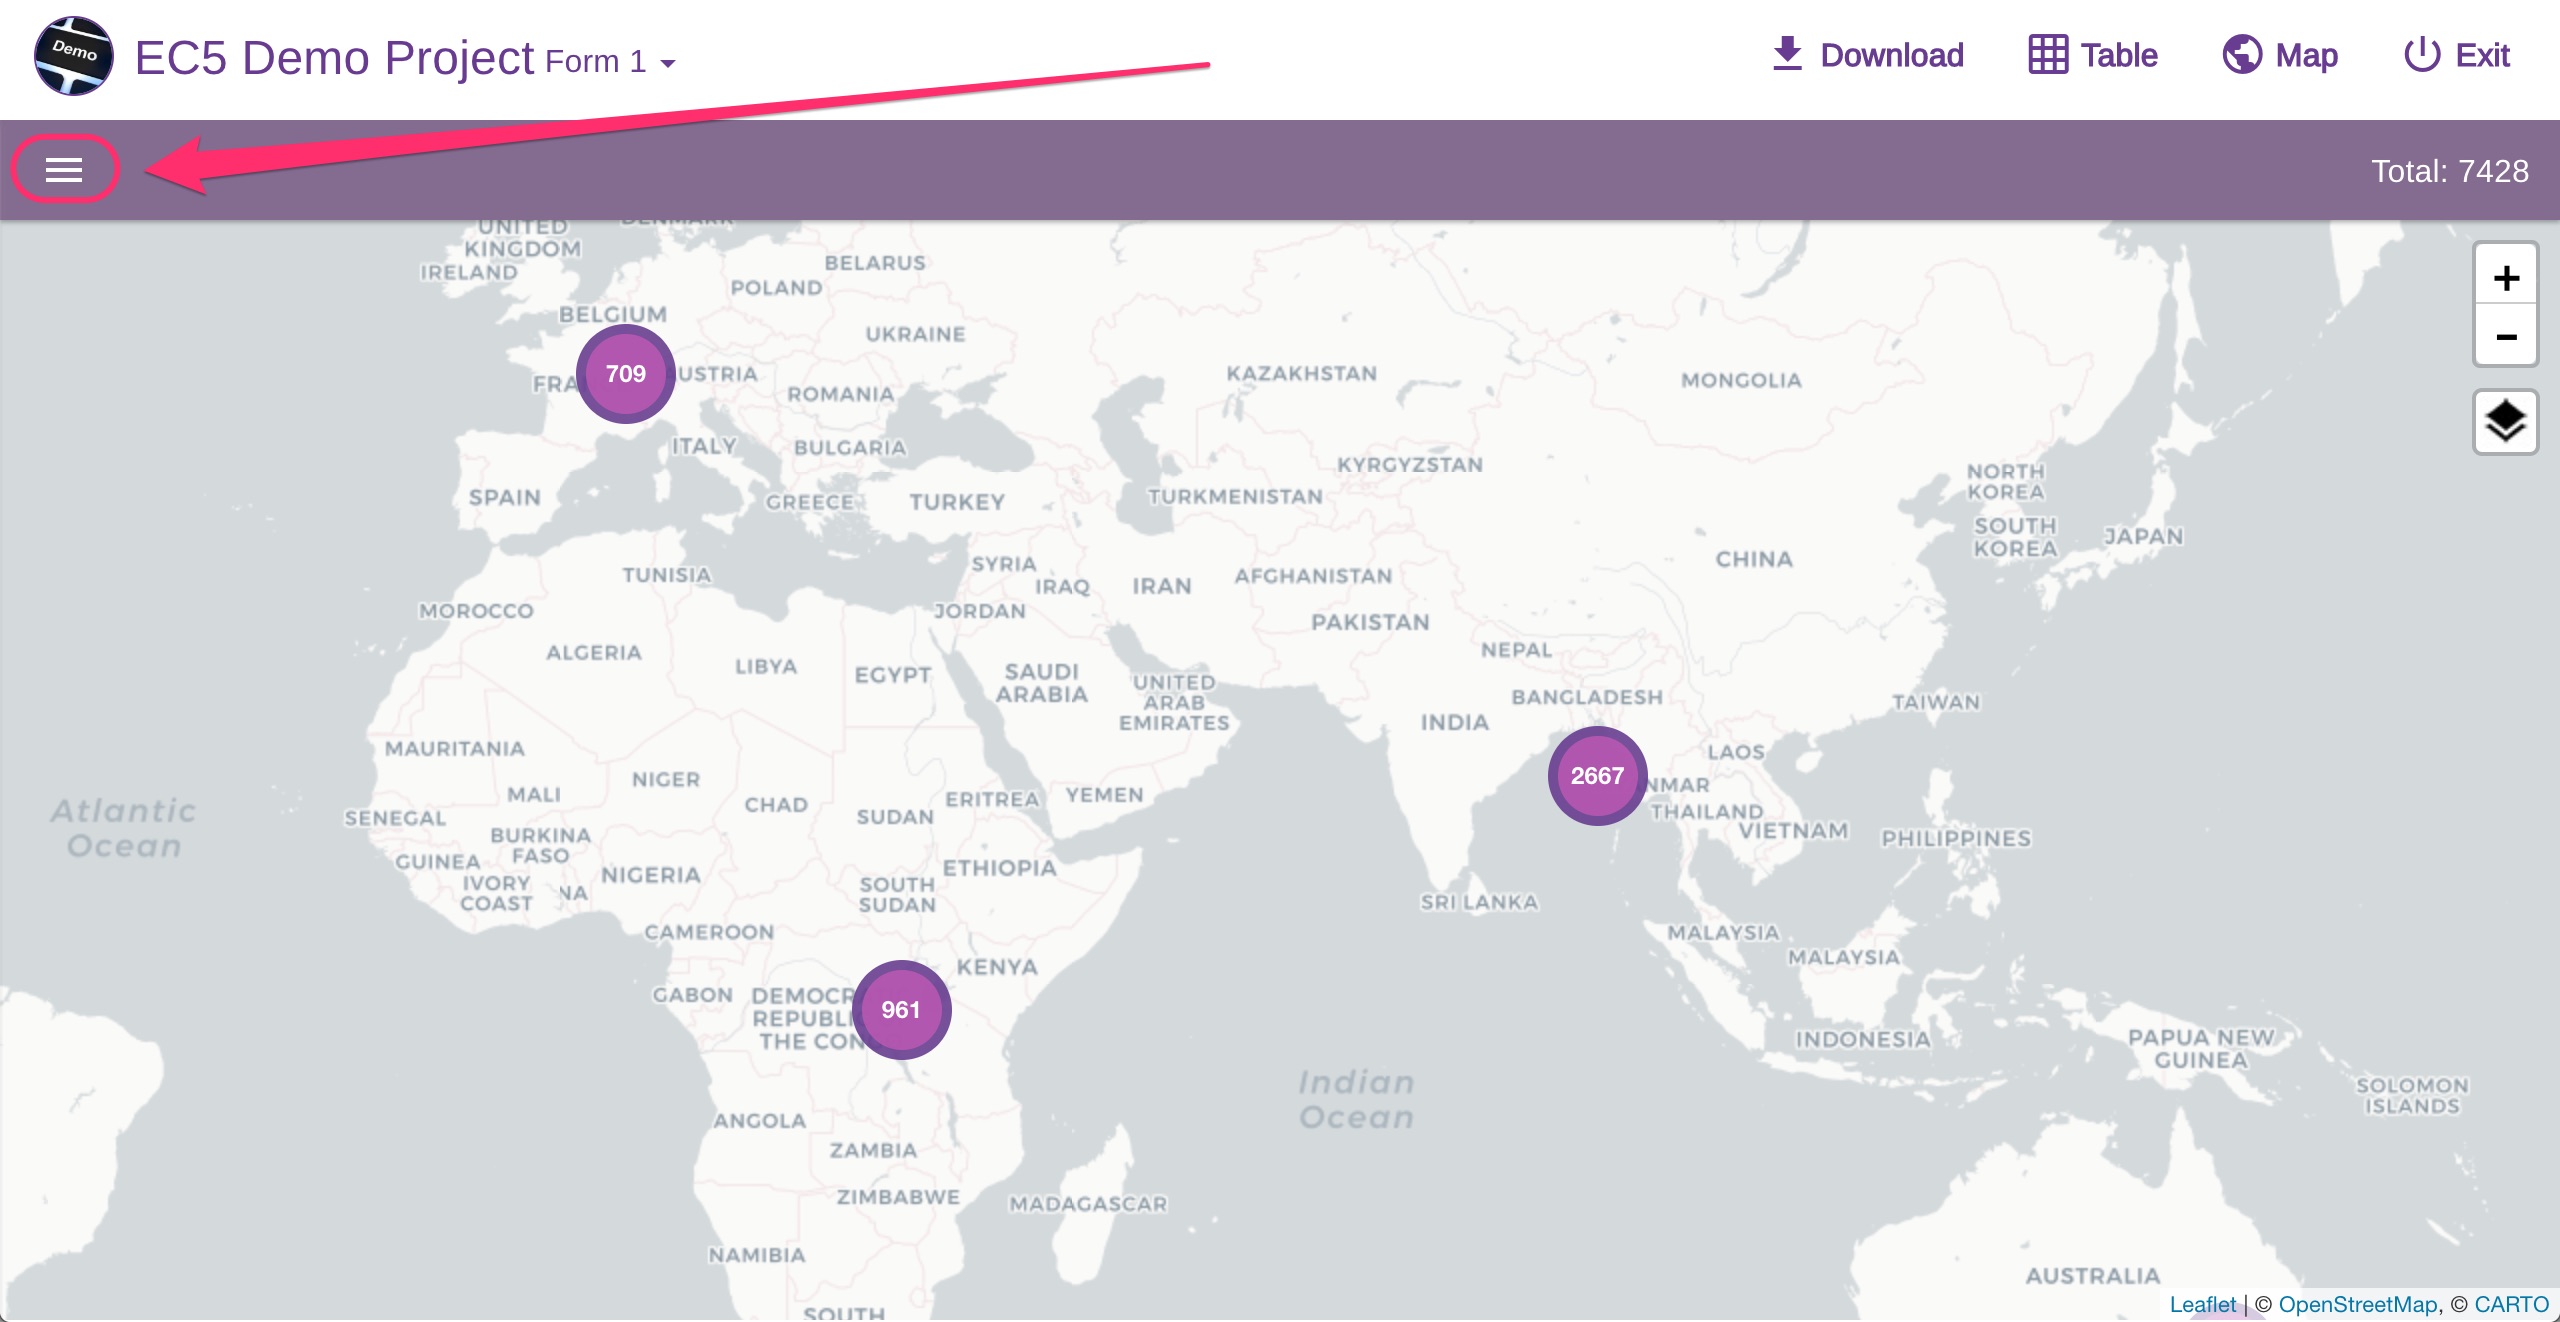 Demo
EC5 Demo Project Form 1
Download
Table
Map
Exit
Total: 7428
DENMARK
UNITED
KINGDOM
IRELAND
BELARUS
POLAND
BELGIUM
UKRAINE
709
FRA
USTRIA
ROMANIA
KAZAKHSTAN
MONGOLIA
ITALY
BULGARIA
KYRGYZSTAN
SPAIN
GREECE
TURKEY
TURKMENISTAN
NORTH
KOREA
SOUTH
KOREA
JAPAN
SYRIA
IRAQ
IRAN
AFGHANISTAN
CHINA
TUNISIA
MOROCCO
JORDAN
PAKISTAN
ALGERIA
LIBYA
EGYPT
SAUDI
ARABIA
UNITED
ARAB
EMIRATES
NEPAL
BANGLADESH
INDIA
TAIWAN
MAURITANIA
NIGER
MALI
CHAD
SUDAN
ERITREA
YEMEN
2667
NMAR
LAOS
THAILAND
VIETNAM
PHILIPPINES
Atlantic
Ocean
SENEGAL
BURKINA
FASO
GUINEA
IVORY
COAST
NA
NIGERIA
SOUTH
SUDAN
ETHIOPIA
SRI LANKA
CAMEROON
KENYA
MALAYSIA
MALAYSIA
GABON
DEMOCR
REPUBLI
THE CON
961
INDONESIA
PAPUA NEW
GUINEA
SOLOMON
ISLANDS
Indian
Ocean
ANGOLA
ZAMBIA
ZIMBABWE
MADAGASCAR
NAMIBIA
SOUTH
AUSTRALIA
Leaflet | © OpenStreetMap, © CARTO
+
−